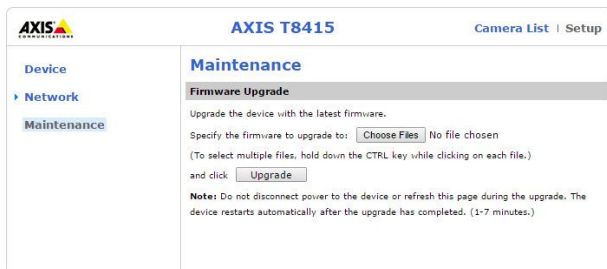 AXIS
COMMUNICATIONS
AXIS T8415
Camera List | Setup
Device
Network
Maintenance
Maintenance
Firmware Upgrade
Upgrade the device with the latest firmware.
Specify the firmware to upgrade to: Choose Files No file chosen
(To select multiple files, hold down the CTRL key while clicking on each file.)
and click Upgrade
Note: Do not disconnect power to the device or refresh this page during the upgrade. The
device restarts automatically after the upgrade has completed. (1-7 minutes.)